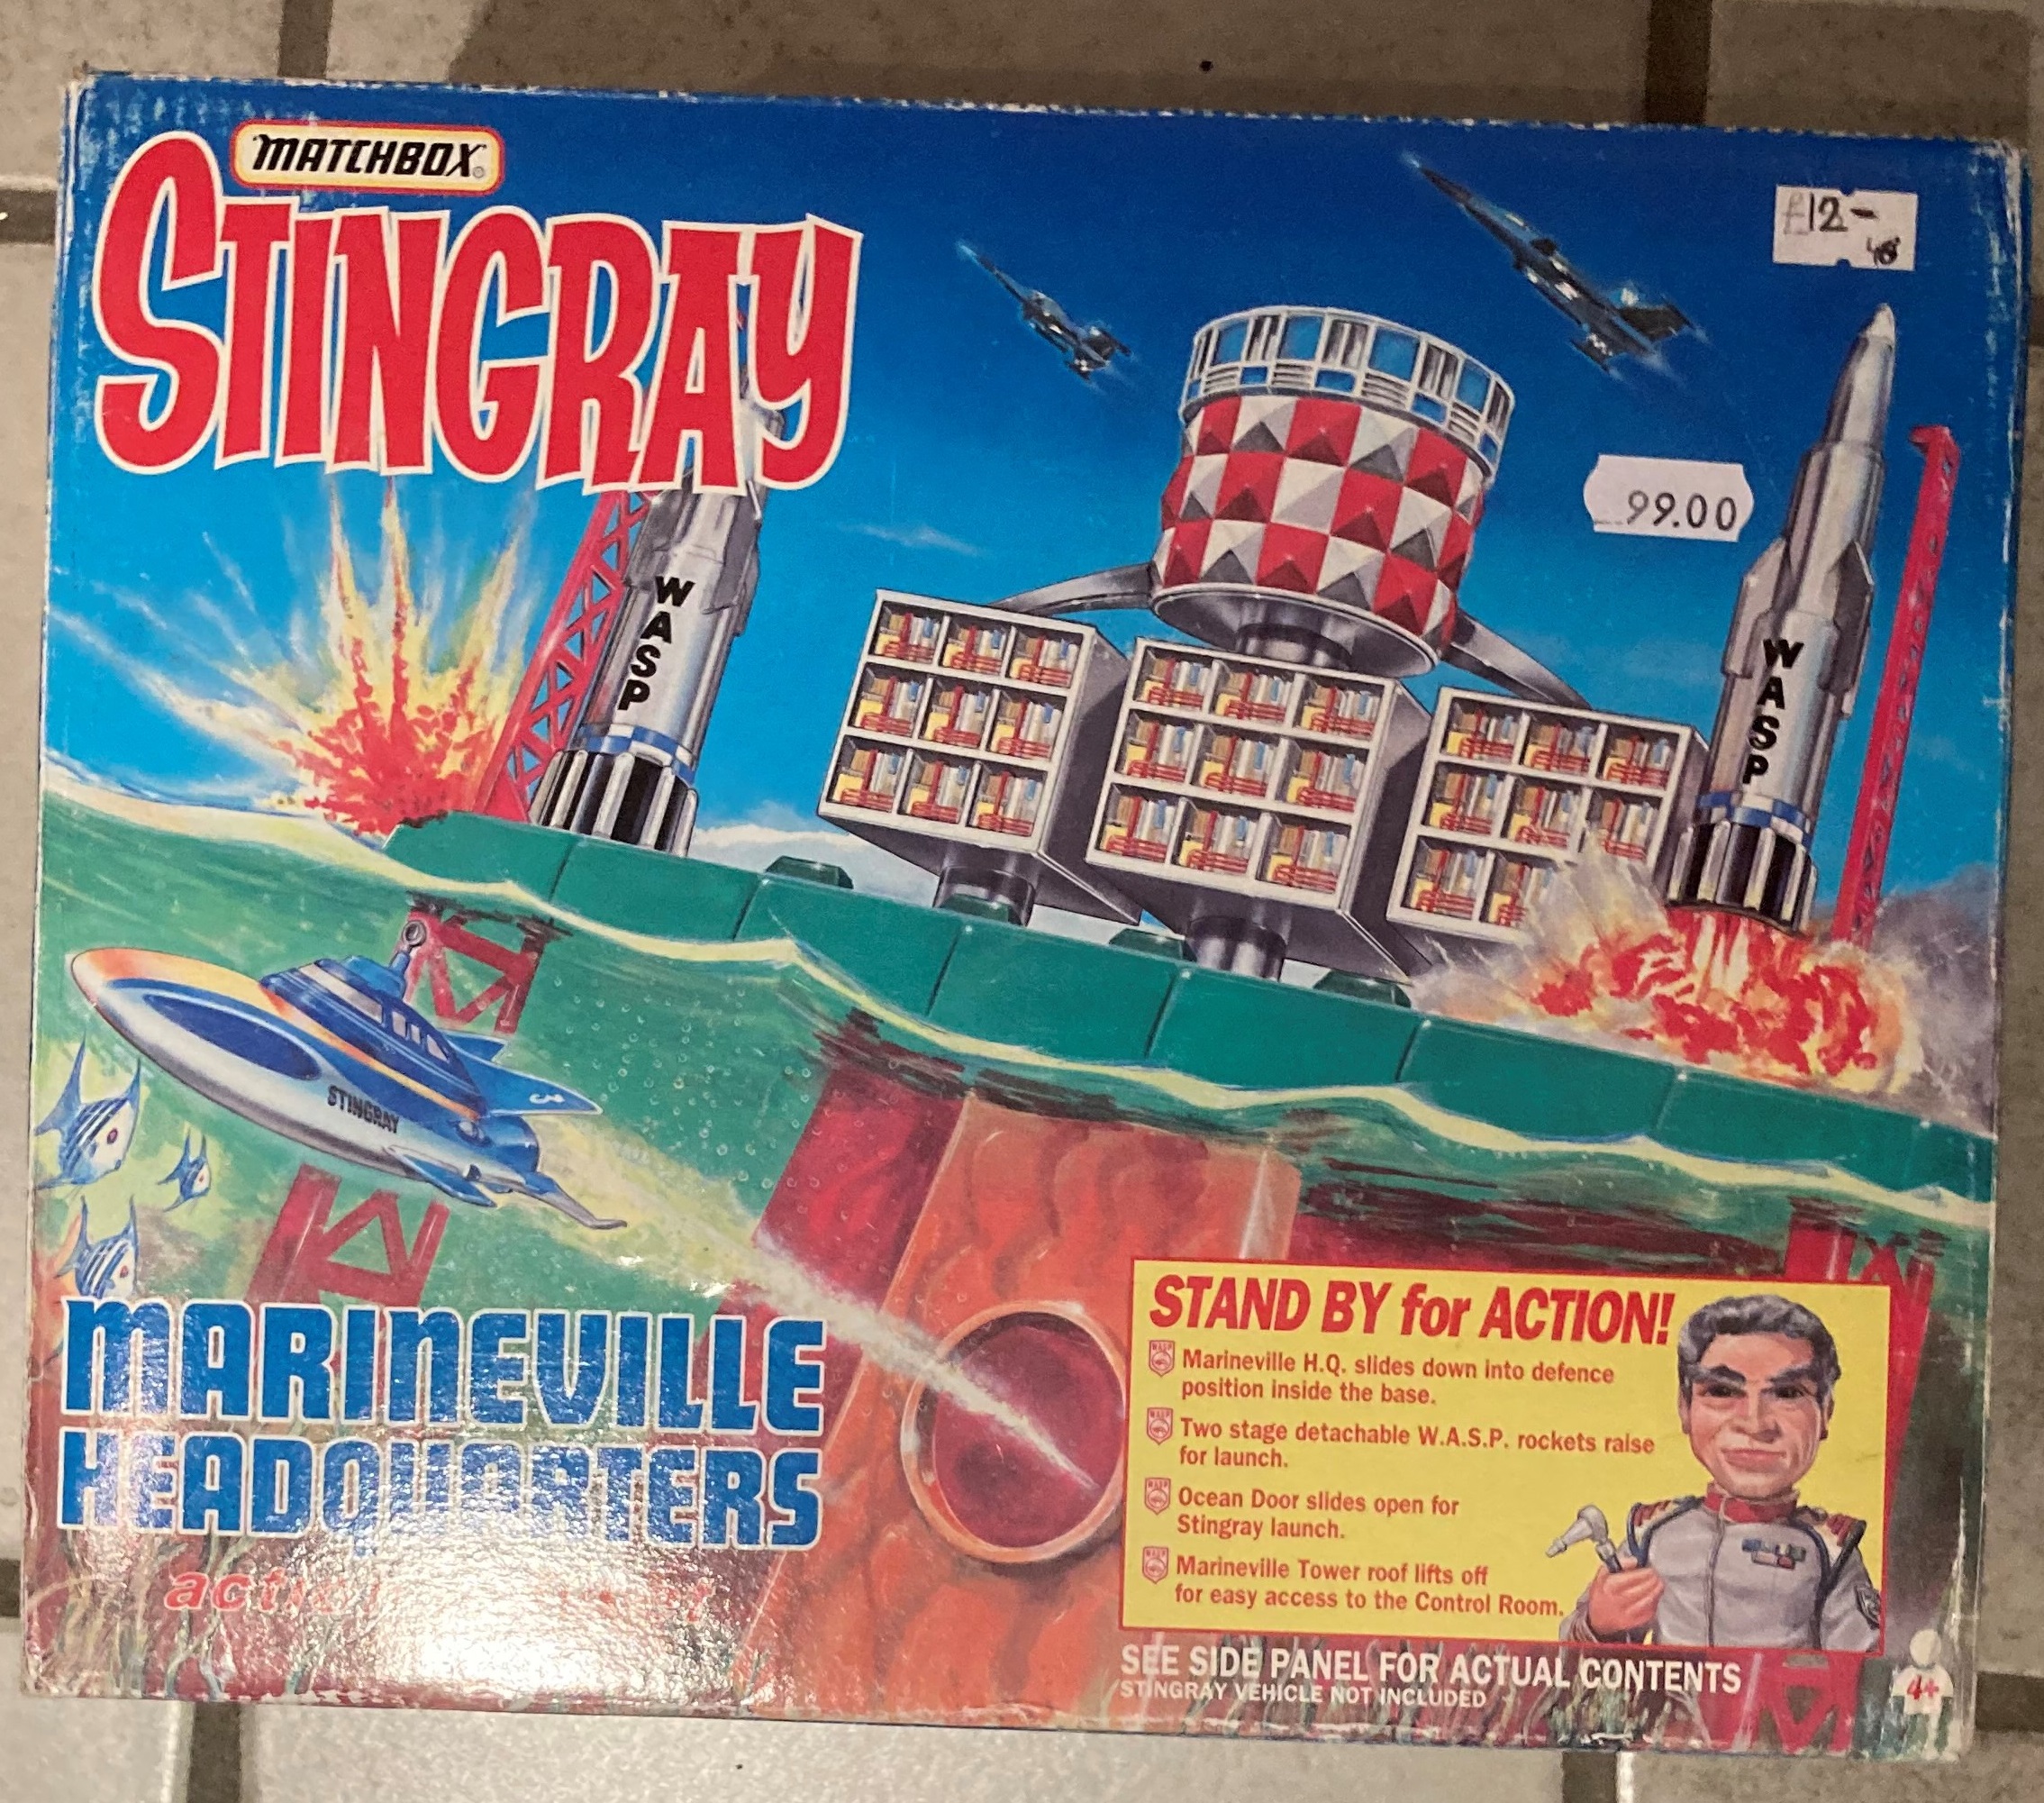 MATCHBOX
STINGRAY
£12-
99.00
WASP
WASP
STINGRAY
3
MARINEVILLE
HEADQUARTERS
STAND BY for ACTION!
Marineville H.Q. slides down into defence
position inside the base.
Two stage detachable W.A.S.P. rockets raise
for launch.
Ocean Door slides open for
Stingray launch.
Marineville Tower roof lifts off
for easy access to the Control Room.
SEE SIDE PANEL FOR ACTUAL CONTENTS
STINGRAY VEHICLE NOT INCLUDED
4+